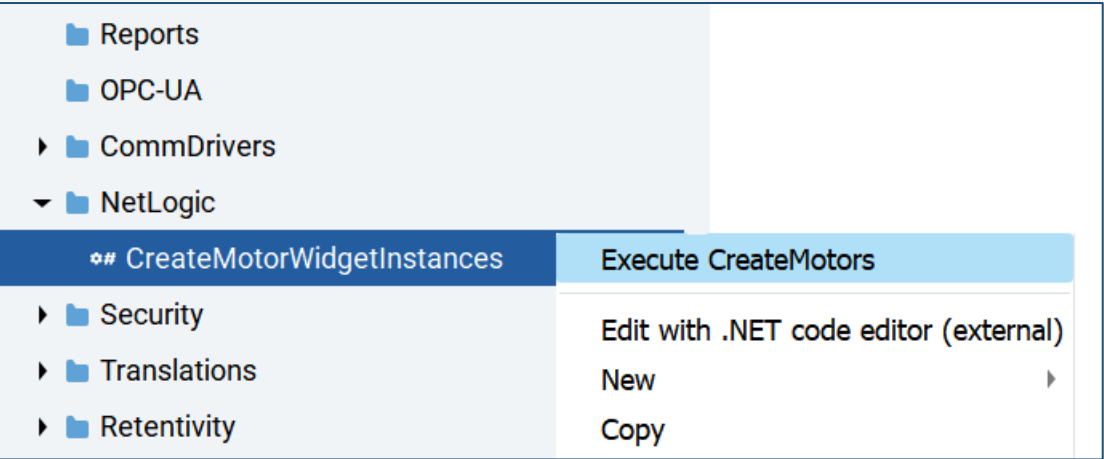 Reports
OPC-UA
CommDrivers
NetLogic
# CreateMotorWidgetInstances
Execute CreateMotors
Security
Edit with .NET code editor (external)
Translations
New
Retentivity
Copy